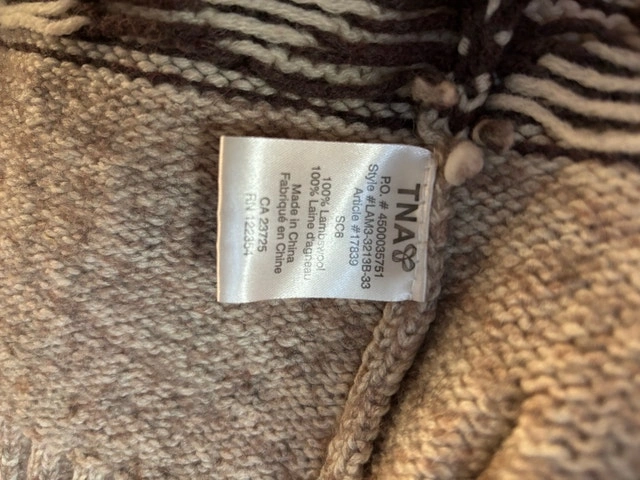 TNA
P.O. # 4500035751
Style #LAM3-3213B-33
Article #17839
SC6
100% Lambswool
100% Laine d'agneau
Made in China
Fabriqué en Chine
CA 23725
RN 122354